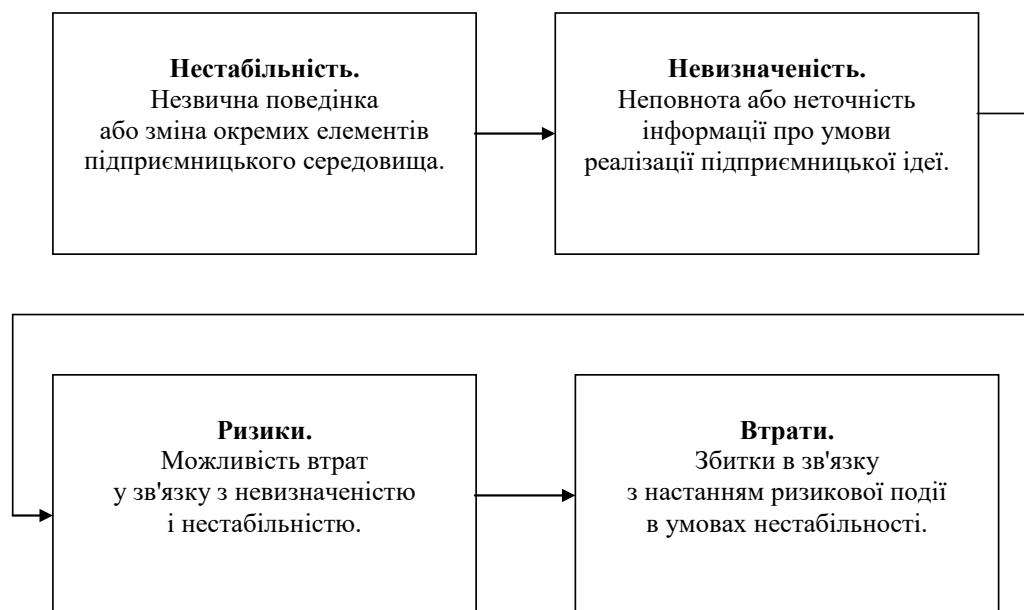 Нестабільність.
Незвична поведінка
або зміна окремих елементів
підприємницького середовища.
Невизначеність.
Неповнота або неточність
інформації про умови
реалізації підприємницької ідеї.
Ризики.
Можливість втрат
у зв'язку з невизначеністю
і нестабільністю.
Втрати.
Збитки в зв'язку
з настанням ризикової події
в умовах нестабільності.